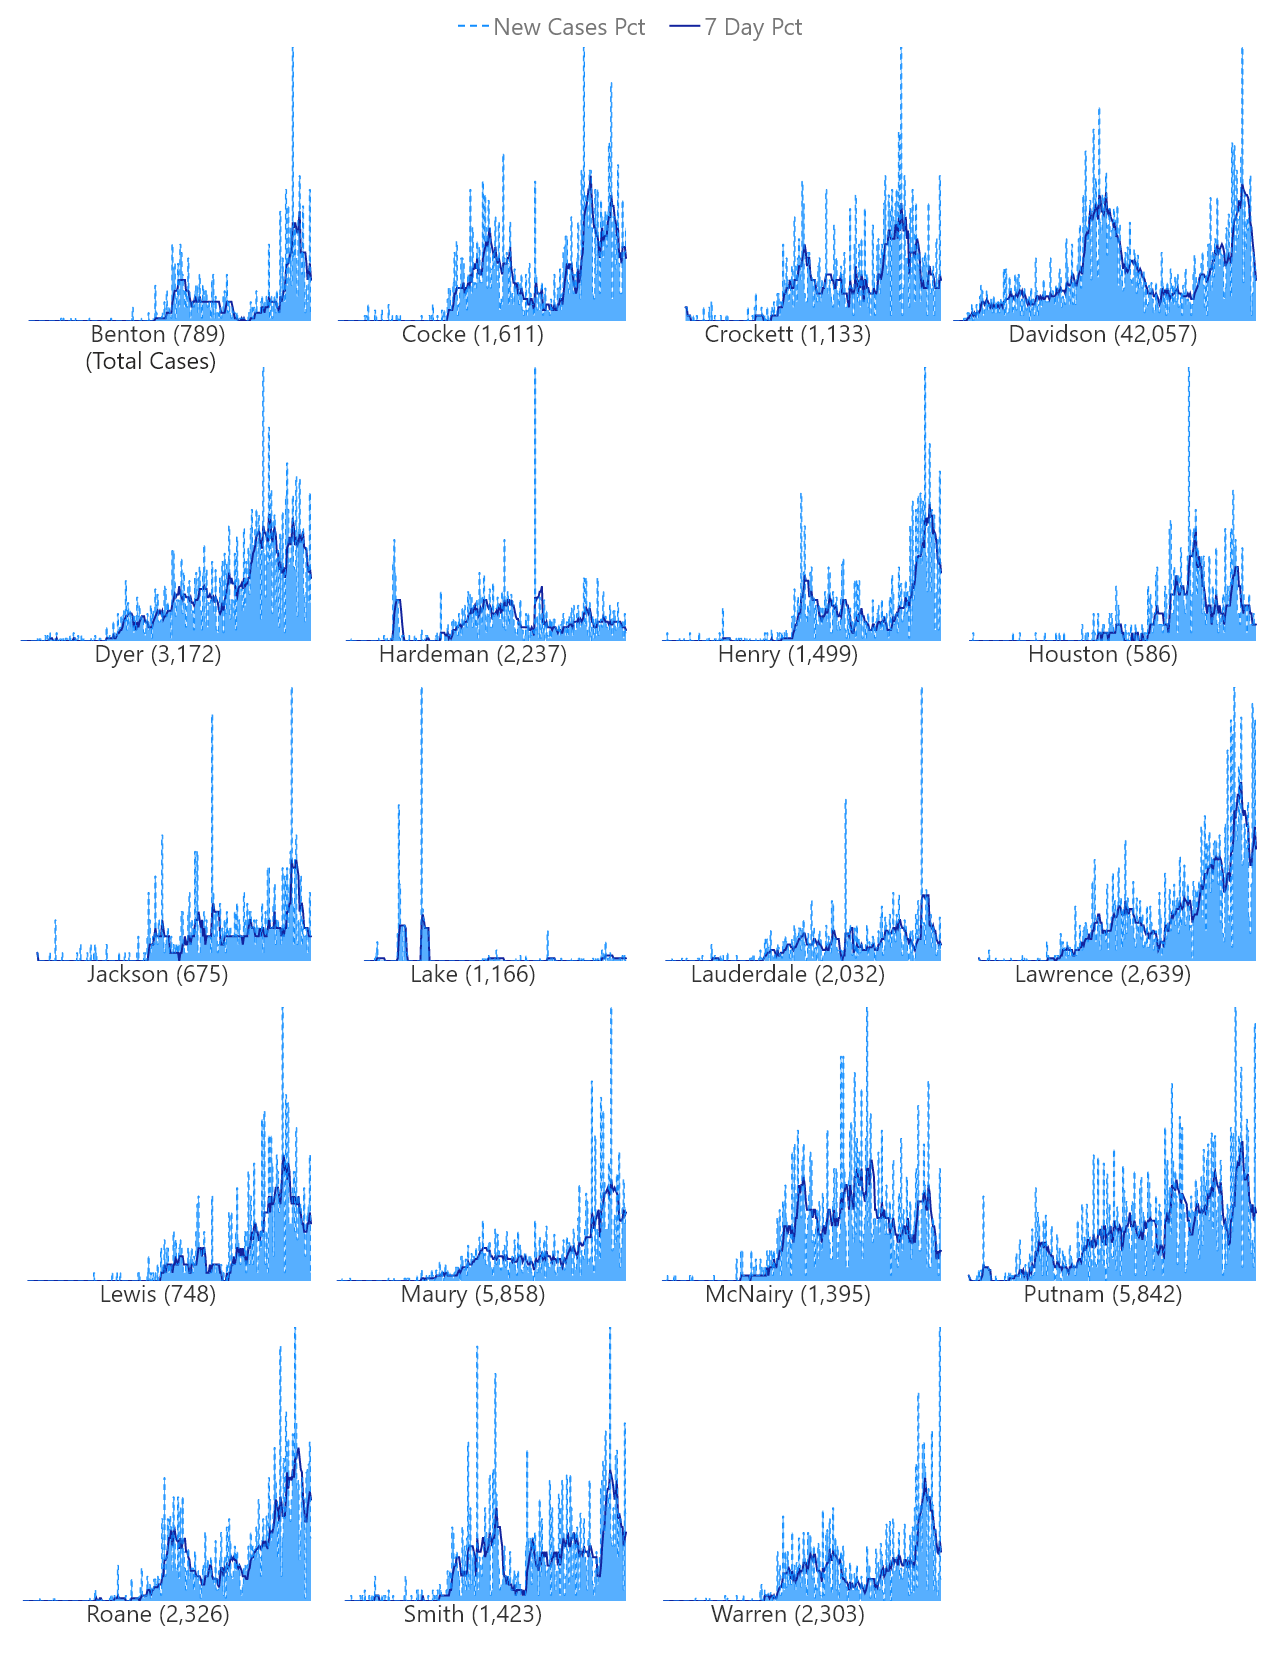 New Cases Pct 7 Day Pct
Benton (789) Cocke (1,611) Crockett (1,133) Davidson (42,057)
(Total Cases)
Dyer (3,172) Hardeman (2,237) Henry (1,499) Houston (586)
Jackson (675) Lake (1,166) Lauderdale (2,032) Lawrence (2,639)
Lewis (748) Maury (5,858) McNairy (1,395) Putnam (5,842)
Roane (2,326) Smith (1,423) Warren (2,303)